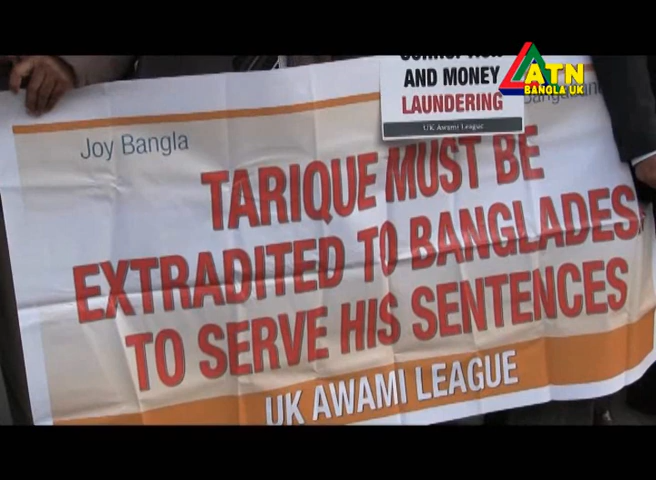 AND MONEY
LAUNDERING
UK Awami League
ATN
BANGLA UK
Joy Bangla
TARIQUE MUST BE
EXTRADITED TO BANGLADES
TO SERVE HIS SENTENCES
UK AWAMI LEAGUE